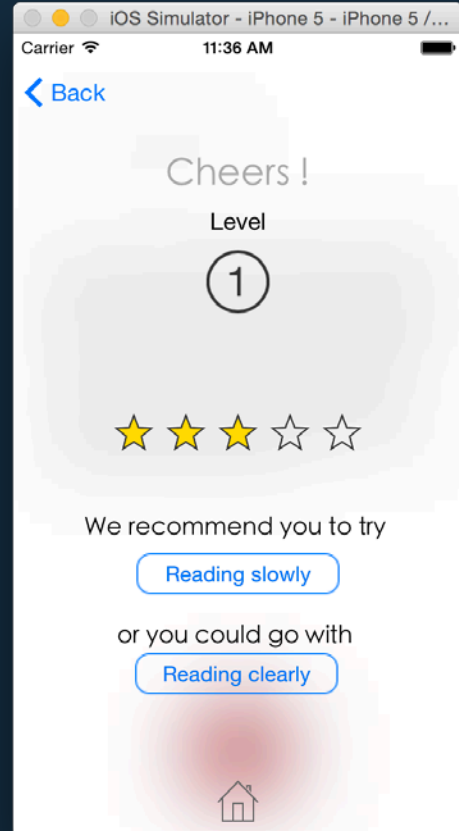 iOS Simulator - iPhone 5 - iPhone 5 /...
Carrier 11:36 AM
Back
Cheers !
Level
1
We recommend you to try
Reading slowly
or you could go with
Reading clearly